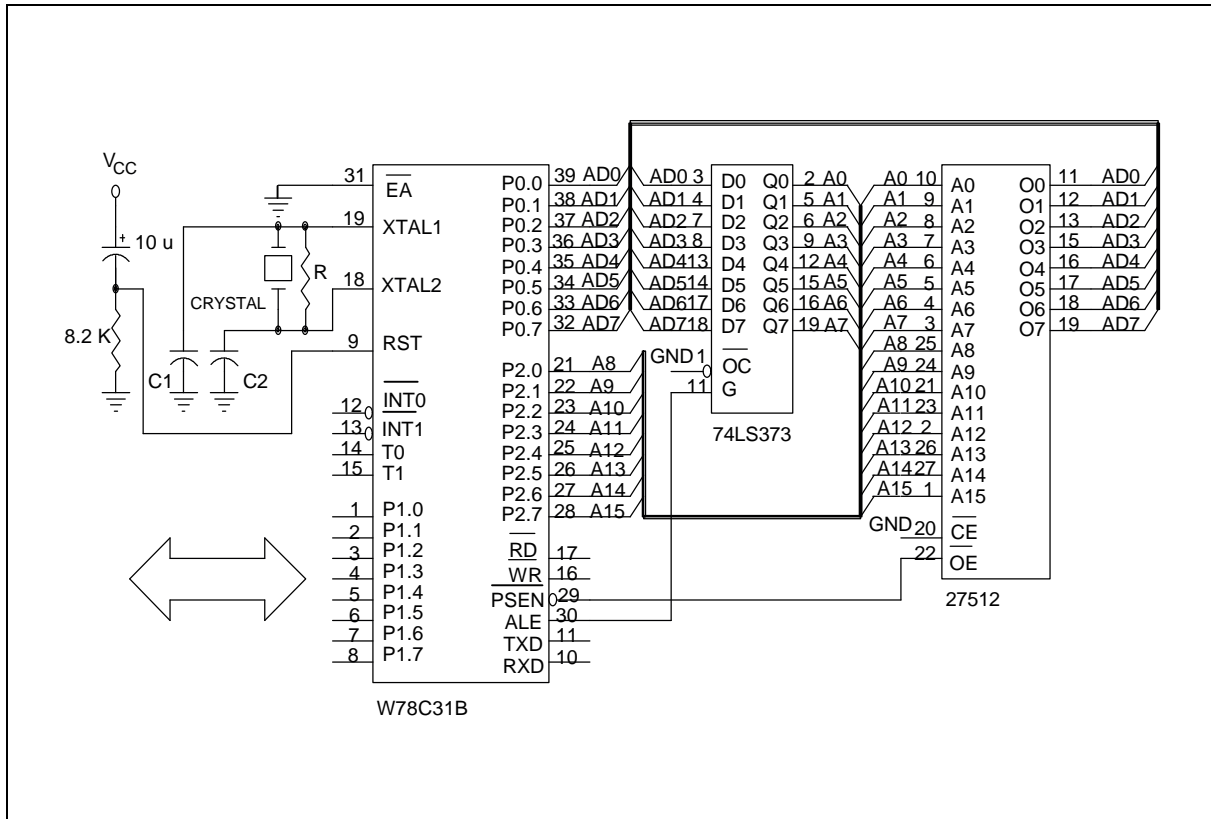 VCC
10 u
8.2 K
C1
C2
CRYSTAL
R
31 EA
19 XTAL1
18 XTAL2
9 RST
12 INT0
13 INT1
14 T0
15 T1
1 P1.0
2 P1.1
3 P1.2
4 P1.3
5 P1.4
6 P1.5
7 P1.6
8 P1.7
P0.0 39 AD0
P0.1 38 AD1
P0.2 37 AD2
P0.3 36 AD3
P0.4 35 AD4
P0.5 34 AD5
P0.6 33 AD6
P0.7 32 AD7
P2.0 21 A8
P2.1 22 A9
P2.2 23 A10
P2.3 24 A11
P2.4 25 A12
P2.5 26 A13
P2.6 27 A14
P2.7 28 A15
RD 17
WR 16
PSEN 29
ALE 30
TXD 11
RXD 10
W78C31B
AD0 3 D0 Q0 2 A0
AD1 4 D1 Q1 5 A1
AD2 7 D2 Q2 6 A2
AD3 8 D3 Q3 9 A3
AD4 13 D4 Q4 12 A4
AD5 14 D5 Q5 15 A5
AD6 17 D6 Q6 16 A6
AD7 18 D7 Q7 19 A7
GND 1 OC
11 G
74LS373
A0 10 A0 O0 11 AD0
A1 9 A1 O1 12 AD1
A2 8 A2 O2 13 AD2
A3 7 A3 O3 15 AD3
A4 6 A4 O4 16 AD4
A5 5 A5 O5 17 AD5
A6 4 A6 O6 18 AD6
A7 3 A7 O7 19 AD7
A8 25 A8
A9 24 A9
A10 21 A10
A11 23 A11
A12 2 A12
A13 26 A13
A14 27 A14
A15 1 A15
GND 20 CE
22 OE
27512